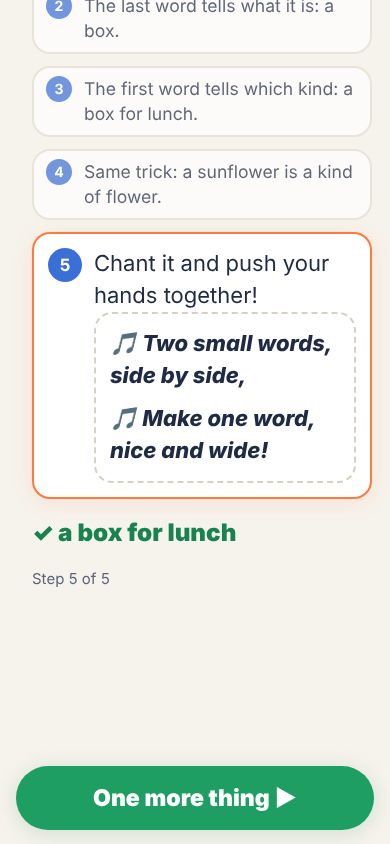 2 The last word tells what it is: a
box.
3 The first word tells which kind: a
box for lunch.
4 Same trick: a sunflower is a kind
of flower.
5 Chant it and push your
hands together!
🎵 Two small words,
side by side,
🎵 Make one word,
nice and wide!
✓ a box for lunch
Step 5 of 5
One more thing ▶